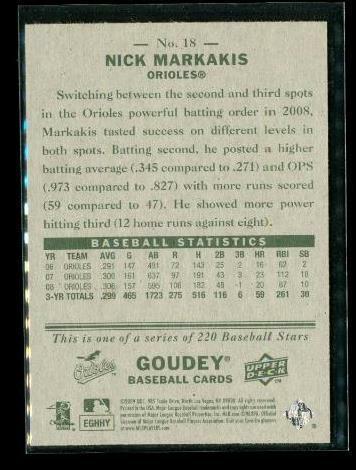 — No. 18 —
NICK MARKAKIS
ORIOLES®
Switching between the second and third spots
in the Orioles powerful batting order in 2008,
Markakis tasted success on different levels in
both spots. Batting second, he posted a higher
batting average (.345 compared to .271) and OPS
(.973 compared to .827) with more runs scored
(59 compared to 47). He showed more power
hitting third (12 home runs against eight).
BASEBALL STATISTICS
YR TEAM AVG G AB R H 2B 3B HR RBI SB
06 ORIOLES .291 147 491 72 143 25 2 16 62 2
07 ORIOLES .300 161 637 97 191 43 3 23 112 18
08 ORIOLES .306 157 595 106 182 48 1 20 87 10
3-YR TOTALS .299 465 1723 275 516 116 6 59 261 30
This is one of a series of 220 Baseball Stars
Orioles
GOUDEY®
BASEBALL CARDS
UPPER DECK
EGHHY